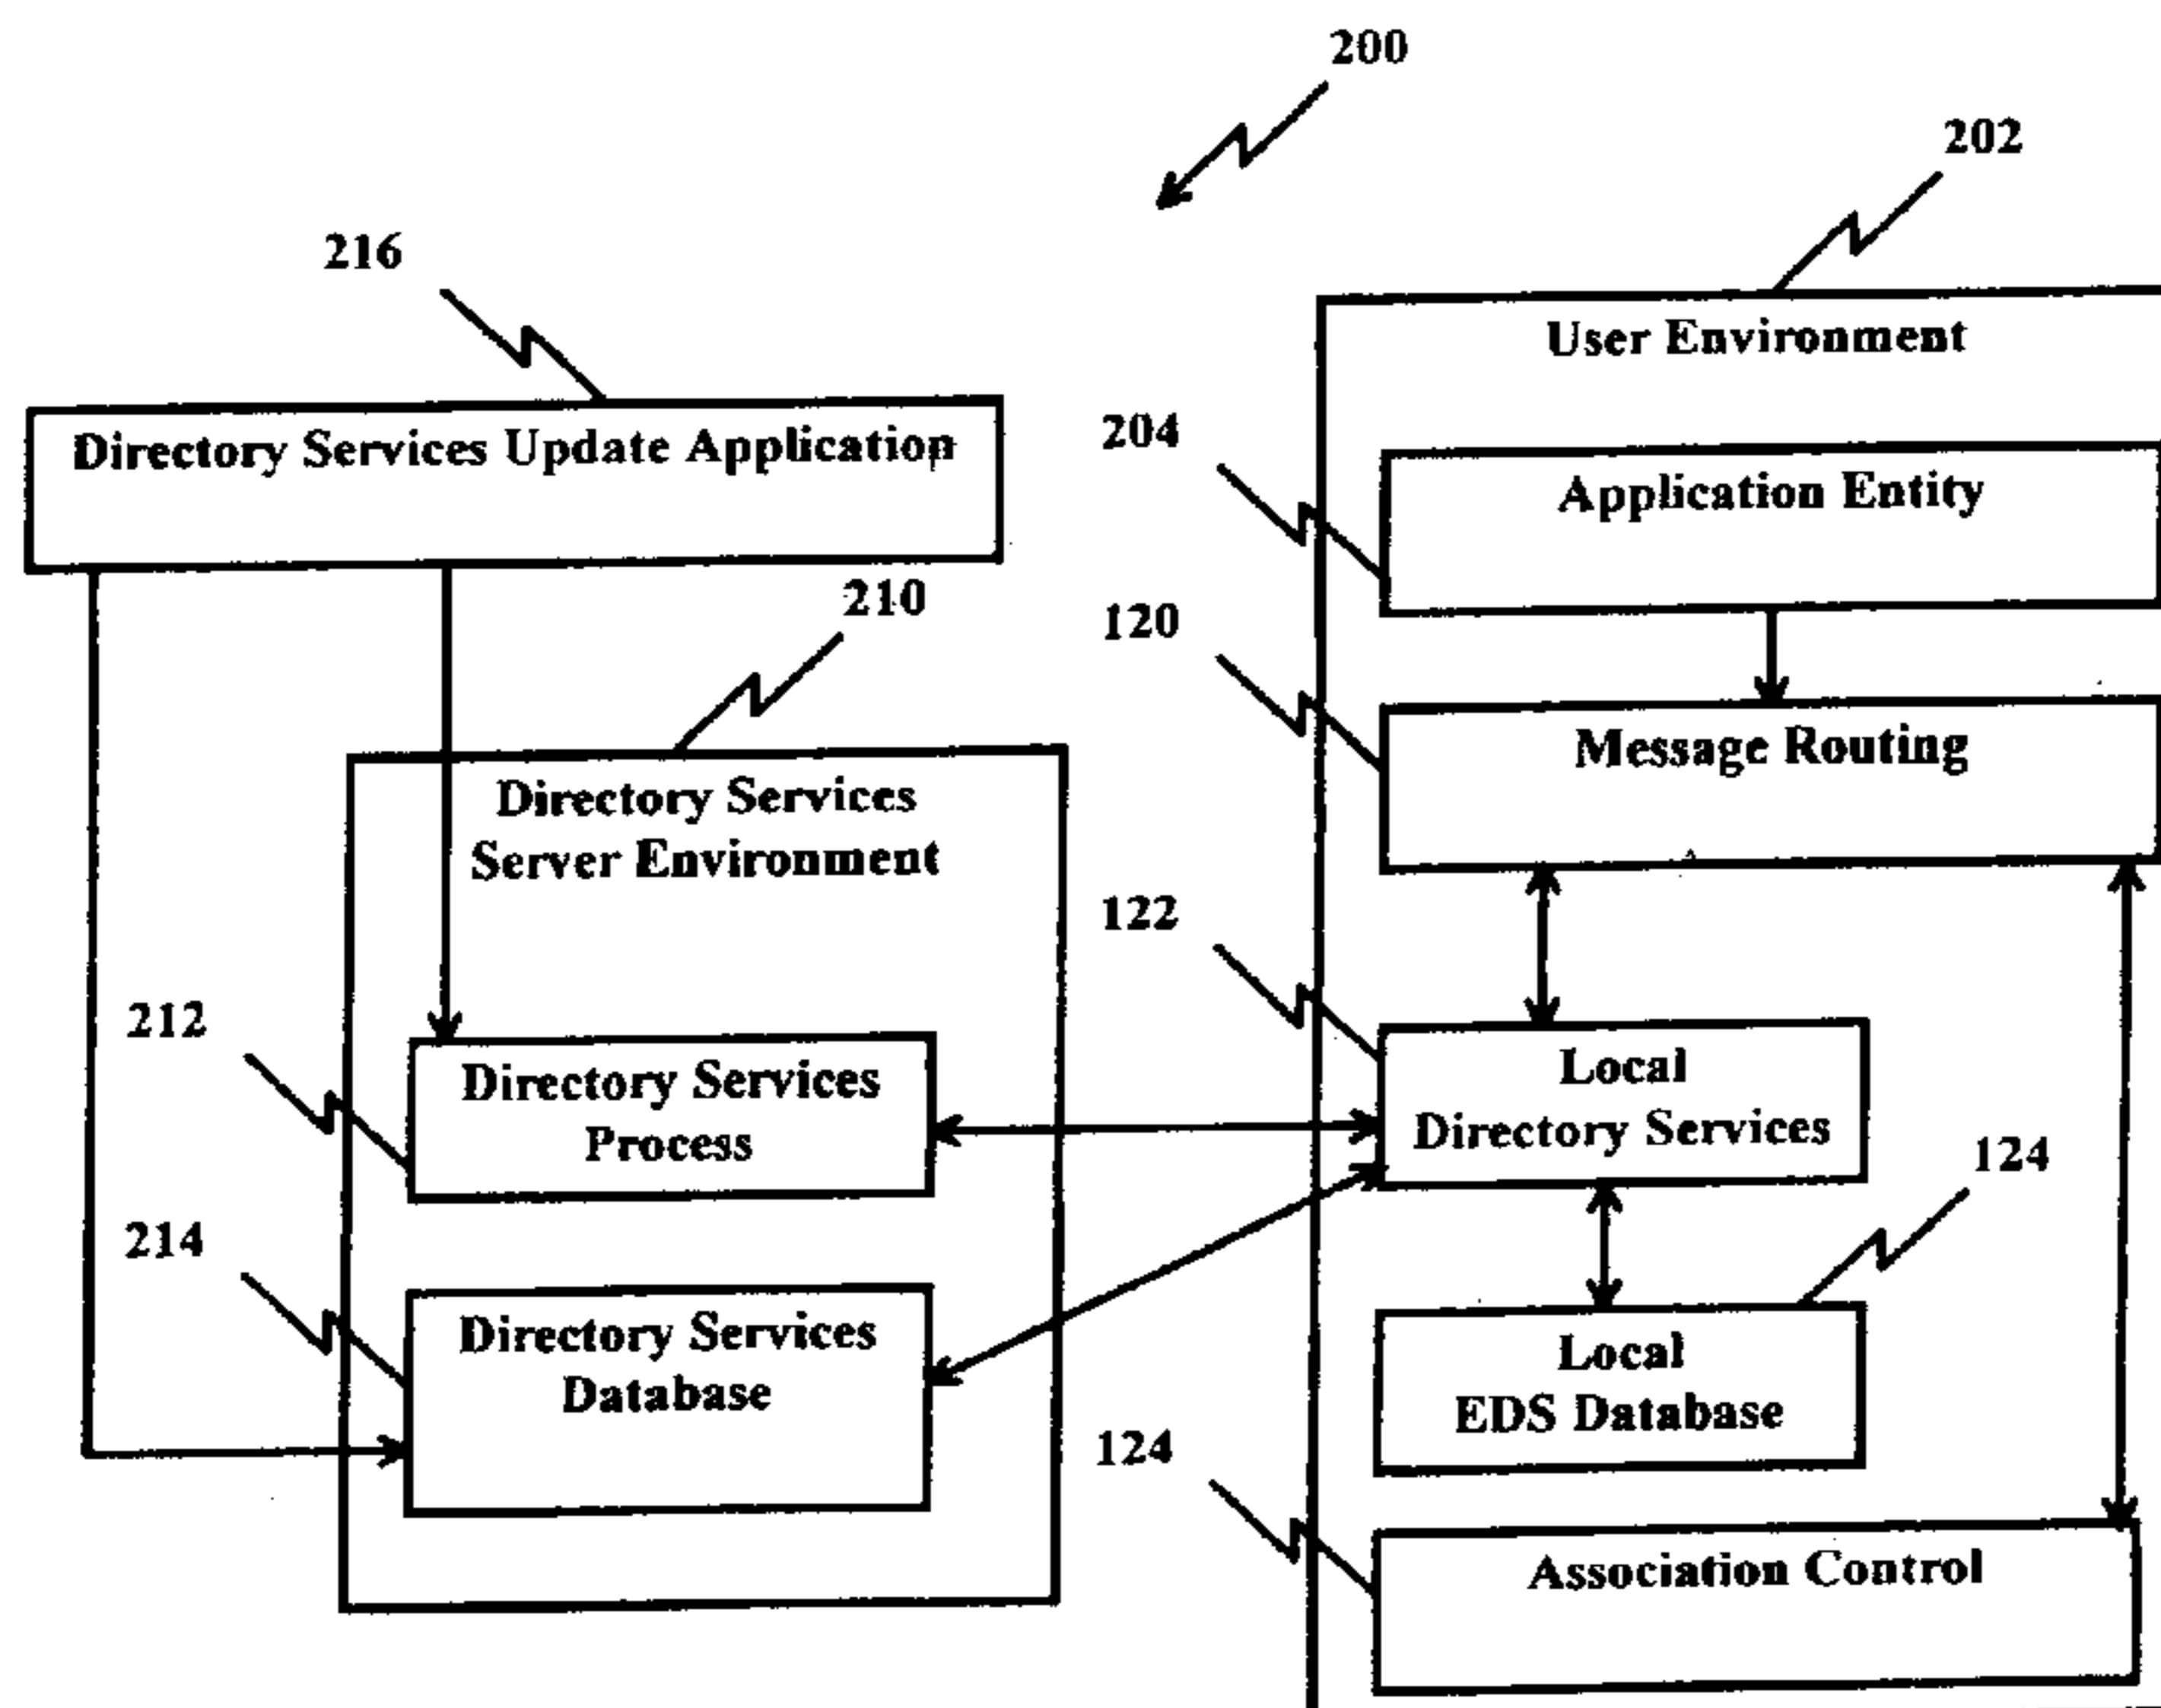 200
202
216
User Environment
Directory Services Update Application
204
Application Entity
210
120
Message Routing
Directory Services
Server Environment
122
212
Local
Directory Services
Directory Services
Process
124
214
Directory Services
Database
Local
EDS Database
124
Association Control